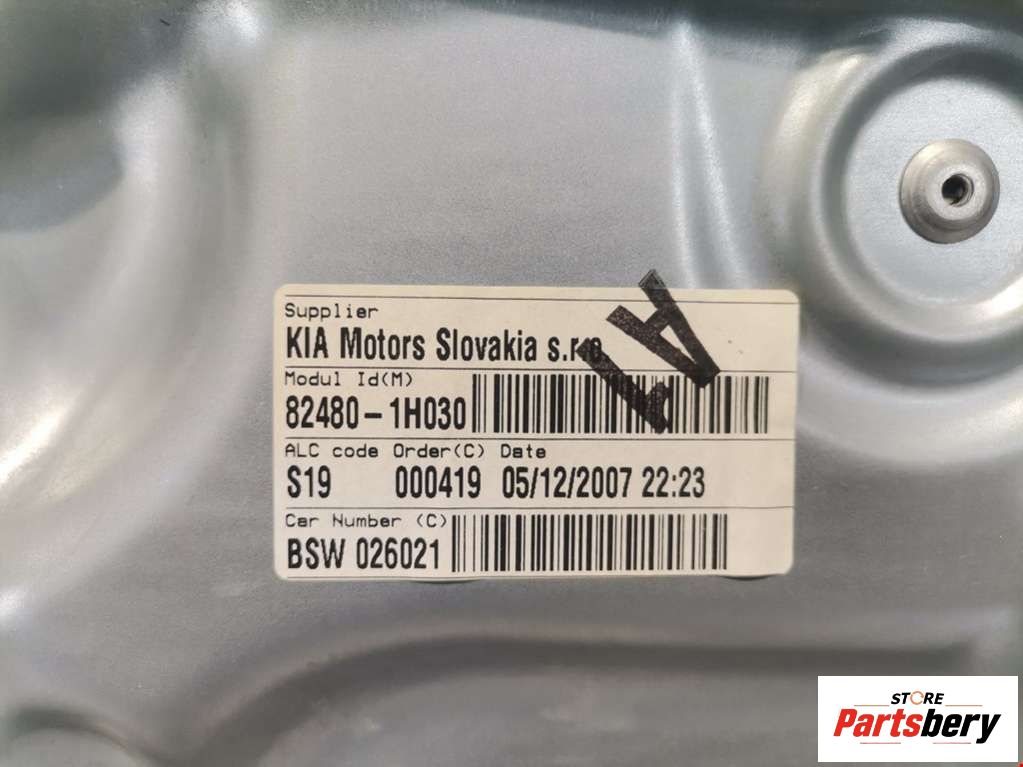 Supplier
KIA Motors Slovakia s.r.o.
Modul Id(M)
82480-1H030
ALC code Order(C) Date
S19 000419 05/12/2007 22:23
Car Number (C)
BSW 026021
STORE
Partsbery